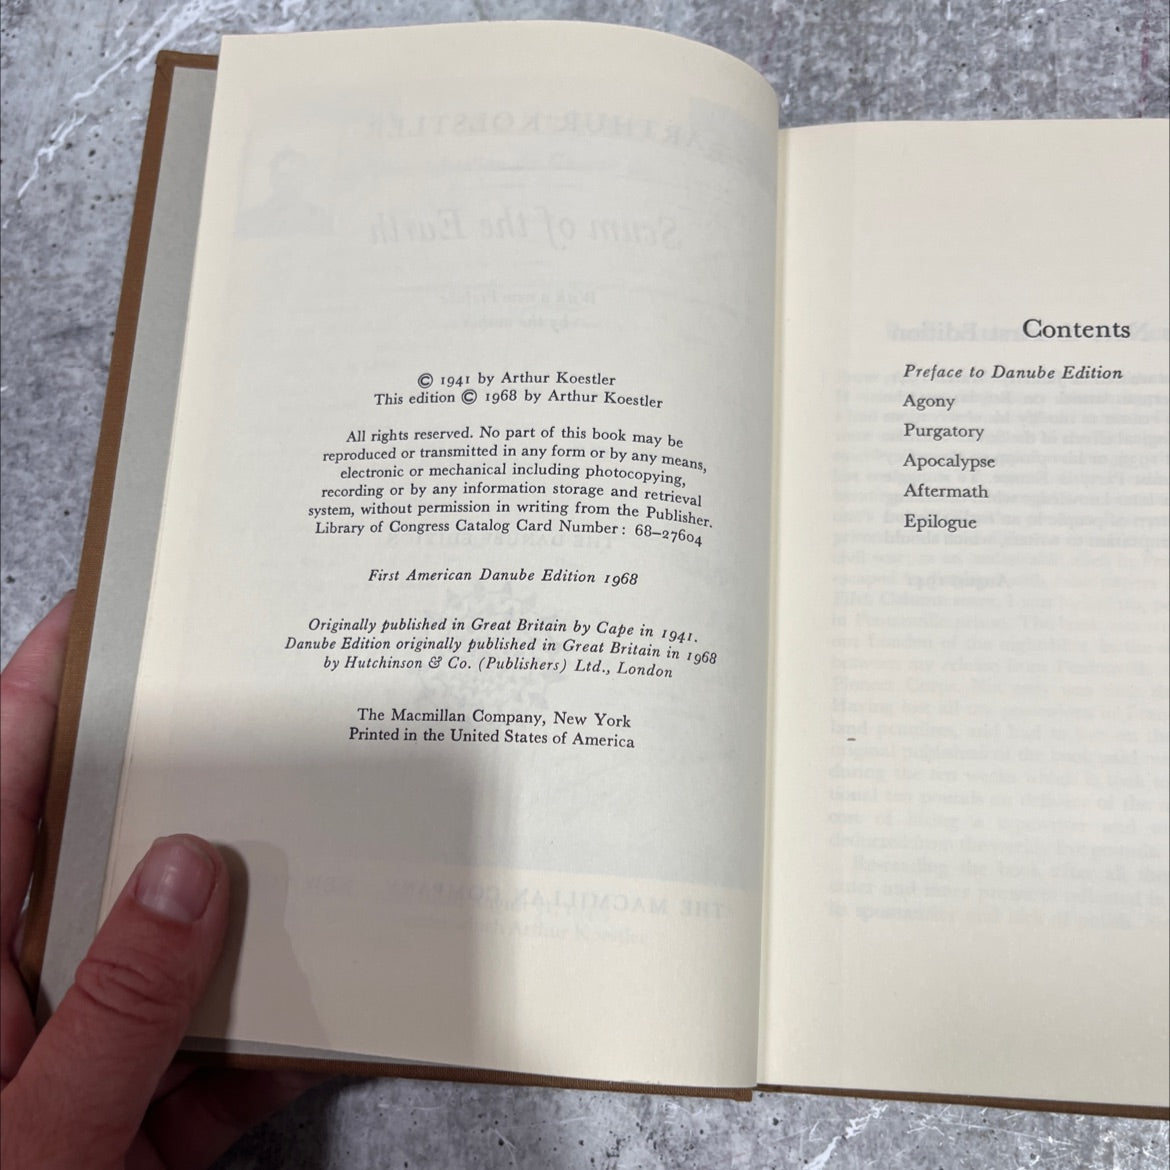 © 1941 by Arthur Koestler
This edition © 1968 by Arthur Koestler
All rights reserved. No part of this book may be
reproduced or transmitted in any form or by any means,
electronic or mechanical including photocopying,
recording or by any information storage and retrieval
system, without permission in writing from the Publisher.
Library of Congress Catalog Card Number: 68–27604
First American Danube Edition 1968
Originally published in Great Britain by Cape in 1941.
Danube Edition originally published in Great Britain in 1968
by Hutchinson & Co. (Publishers) Ltd., London
The Macmillan Company, New York
Printed in the United States of America
Contents
Preface to Danube Edition
Agony
Purgatory
Apocalypse
Aftermath
Epilogue